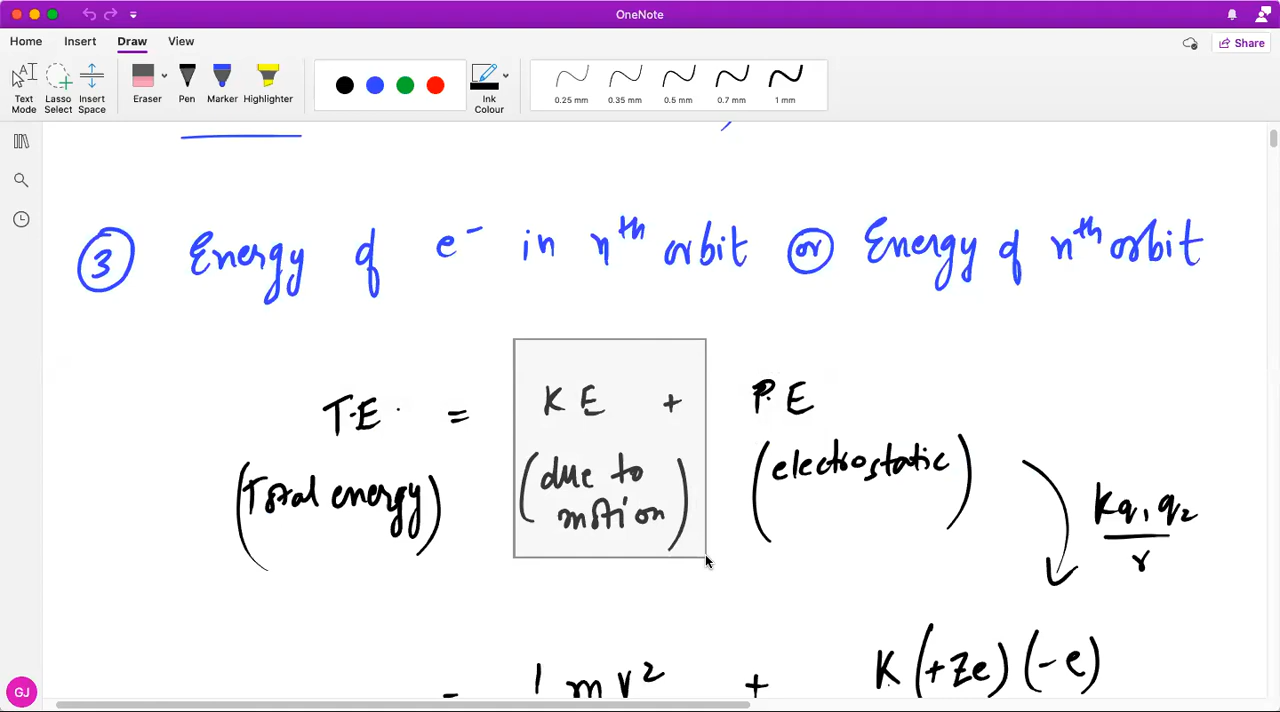 OneNote
Home Insert Draw View
Share
Text Mode
Lasso Select
Insert Space
Eraser
Pen
Marker
Highlighter
Ink Colour
0.25 mm 0.35 mm 0.5 mm 0.7 mm 1 mm
③ Energy of e⁻ in nᵗʰ orbit (or) Energy of nᵗʰ orbit
T.E. = KE + P.E
(Total energy) (due to motion) (electrostatic)
Kq₁q₂
r
= 1 mv² + K(+Ze)(-e)
GJ